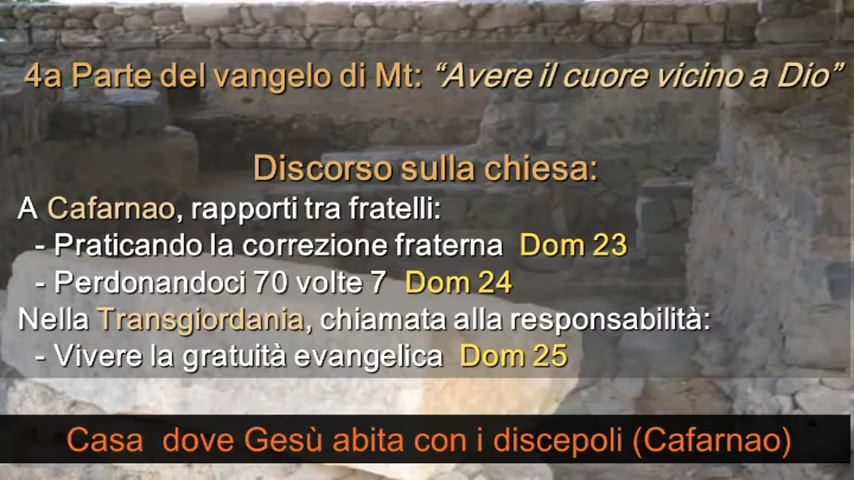 4a Parte del vangelo di Mt: “Avere il cuore vicino a Dio”
Discorso sulla chiesa:
A Cafarnao, rapporti tra fratelli:
- Praticando la correzione fraterna Dom 23
- Perdonandoci 70 volte 7 Dom 24
Nella Transgiordania, chiamata alla responsabilità:
- Vivere la gratuità evangelica Dom 25
Casa dove Gesù abita con i discepoli (Cafarnao)